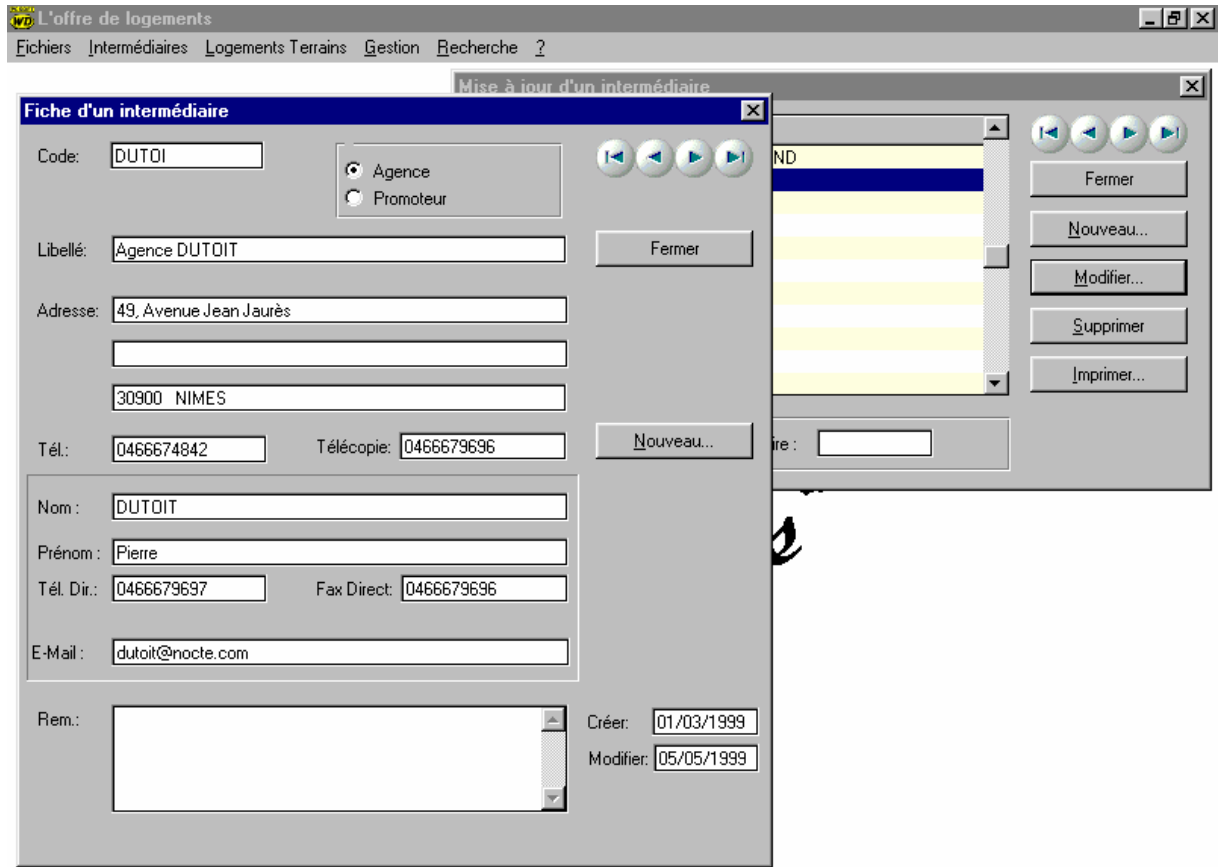 WD L'offre de logements
Fichiers Intermédiaires Logements Terrains Gestion Recherche ?
Mise à jour d'un intermédiaire
Fiche d'un intermédiaire
Code: DUTOI
Agence
Promoteur
Libellé: Agence DUTOIT
Fermer
Adresse: 49, Avenue Jean Jaurès
30900 NIMES
Tél.: 0466674842 Télécopie: 0466679696
Nouveau...
Nom : DUTOIT
Prénom : Pierre
Tél. Dir.: 0466679697 Fax Direct: 0466679696
E-Mail : dutoit@nocte.com
Rem.:
Créer: 01/03/1999
Modifier: 05/05/1999
ND
Fermer
Nouveau...
Modifier...
Supprimer
Imprimer...
ire :